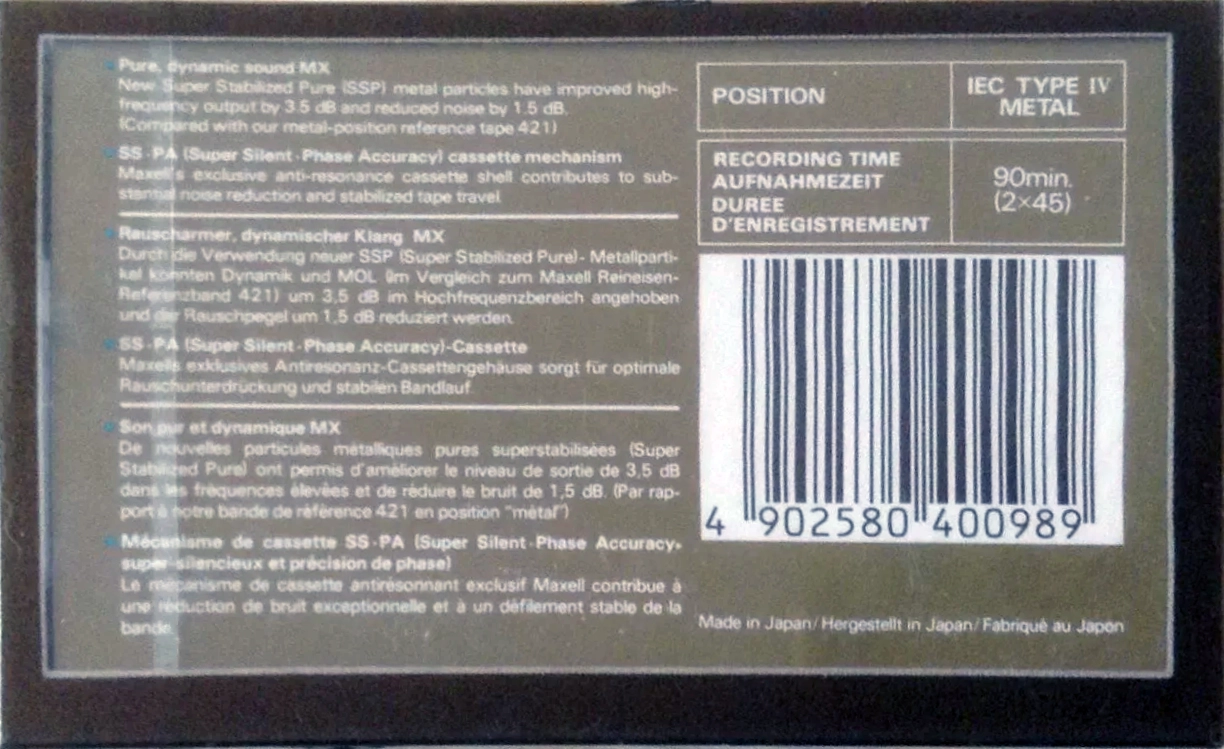 Pure, dynamic sound MX
New Super Stabilized Pure (SSP) metal particles have improved high-
frequency output by 3.5 dB and reduced noise by 1.5 dB.
(Compared with our metal-position reference tape 421)
SS·PA (Super Silent·Phase Accuracy) cassette mechanism
Maxell's exclusive anti-resonance cassette shell contributes to sub-
stantial noise reduction and stabilized tape travel.
Rauscharmer, dynamischer Klang MX
Durch die Verwendung neuer SSP (Super Stabilized Pure)- Metallparti-
kel konnten Dynamik und MOL (im Vergleich zum Maxell Reineisen-
Referenzband 421) um 3,5 dB im Hochfrequenzbereich angehoben
und der Rauschpegel um 1,5 dB reduziert werden.
SS·PA (Super Silent·Phase Accuracy)-Cassette
Maxells exklusives Antiresonanz-Cassettengehäuse sorgt für optimale
Rauschunterdrückung und stabilen Bandlauf.
Son pur et dynamique MX
De nouvelles particules métalliques pures superstabilisées (Super
Stabilized Pure) ont permis d'améliorer le niveau de sortie de 3,5 dB
dans les fréquences élevées et de réduire le bruit de 1,5 dB. (Par rap-
port à notre bande de référence 421 en position "métal")
Mécanisme de cassette SS·PA (Super Silent·Phase Accuracy,
super-silencieux et précision de phase)
Le mécanisme de cassette antirésonnant exclusif Maxell contribue à
une réduction de bruit exceptionnelle et à un défilement stable de la
bande.
POSITION
IEC TYPE IV
METAL
RECORDING TIME
AUFNAHMEZEIT
DUREE
D'ENREGISTREMENT
90min.
(2×45)
4 902580 400989
Made in Japan/Hergestellt in Japan/Fabriqué au Japon